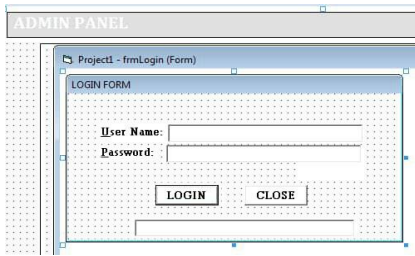 ADMIN PANEL
Project1 - frmLogin (Form)
LOGIN FORM
User Name:
Password:
LOGIN CLOSE